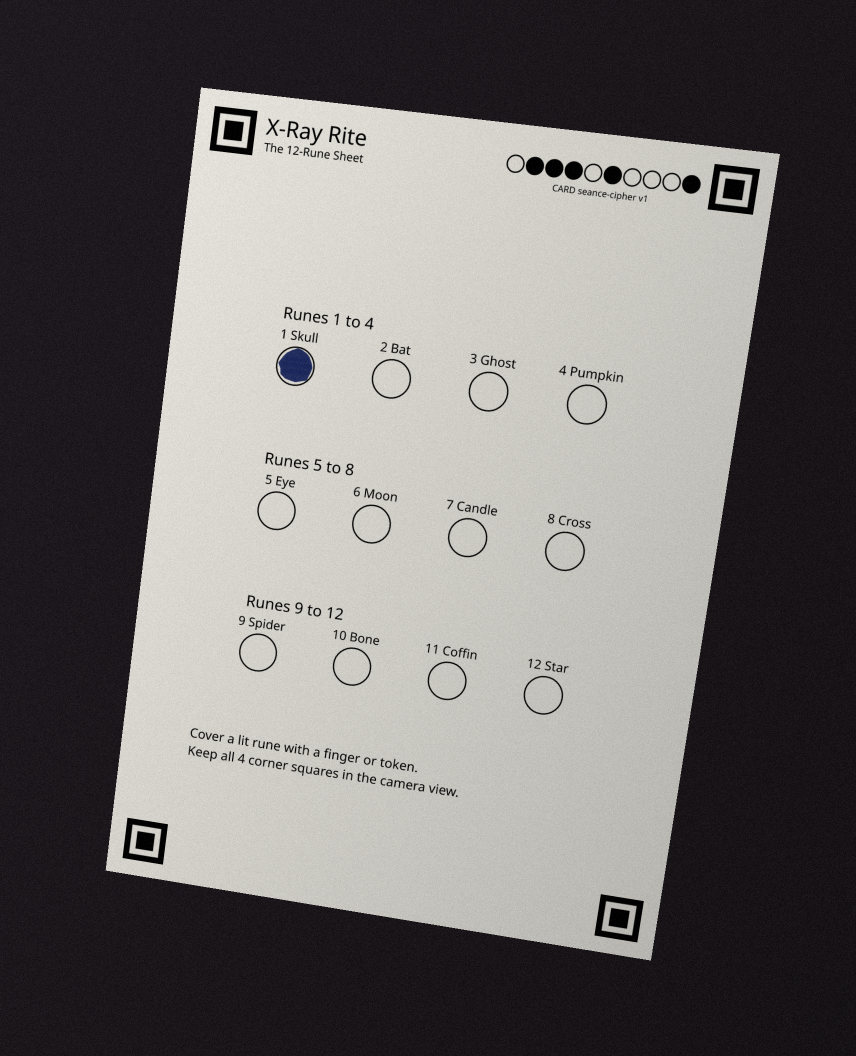 X-Ray Rite
The 12-Rune Sheet
CARD seance-cipher v1
Runes 1 to 4
1 Skull
2 Bat
3 Ghost
4 Pumpkin
Runes 5 to 8
5 Eye
6 Moon
7 Candle
8 Cross
Runes 9 to 12
9 Spider
10 Bone
11 Coffin
12 Star
Cover a lit rune with a finger or token.
Keep all 4 corner squares in the camera view.